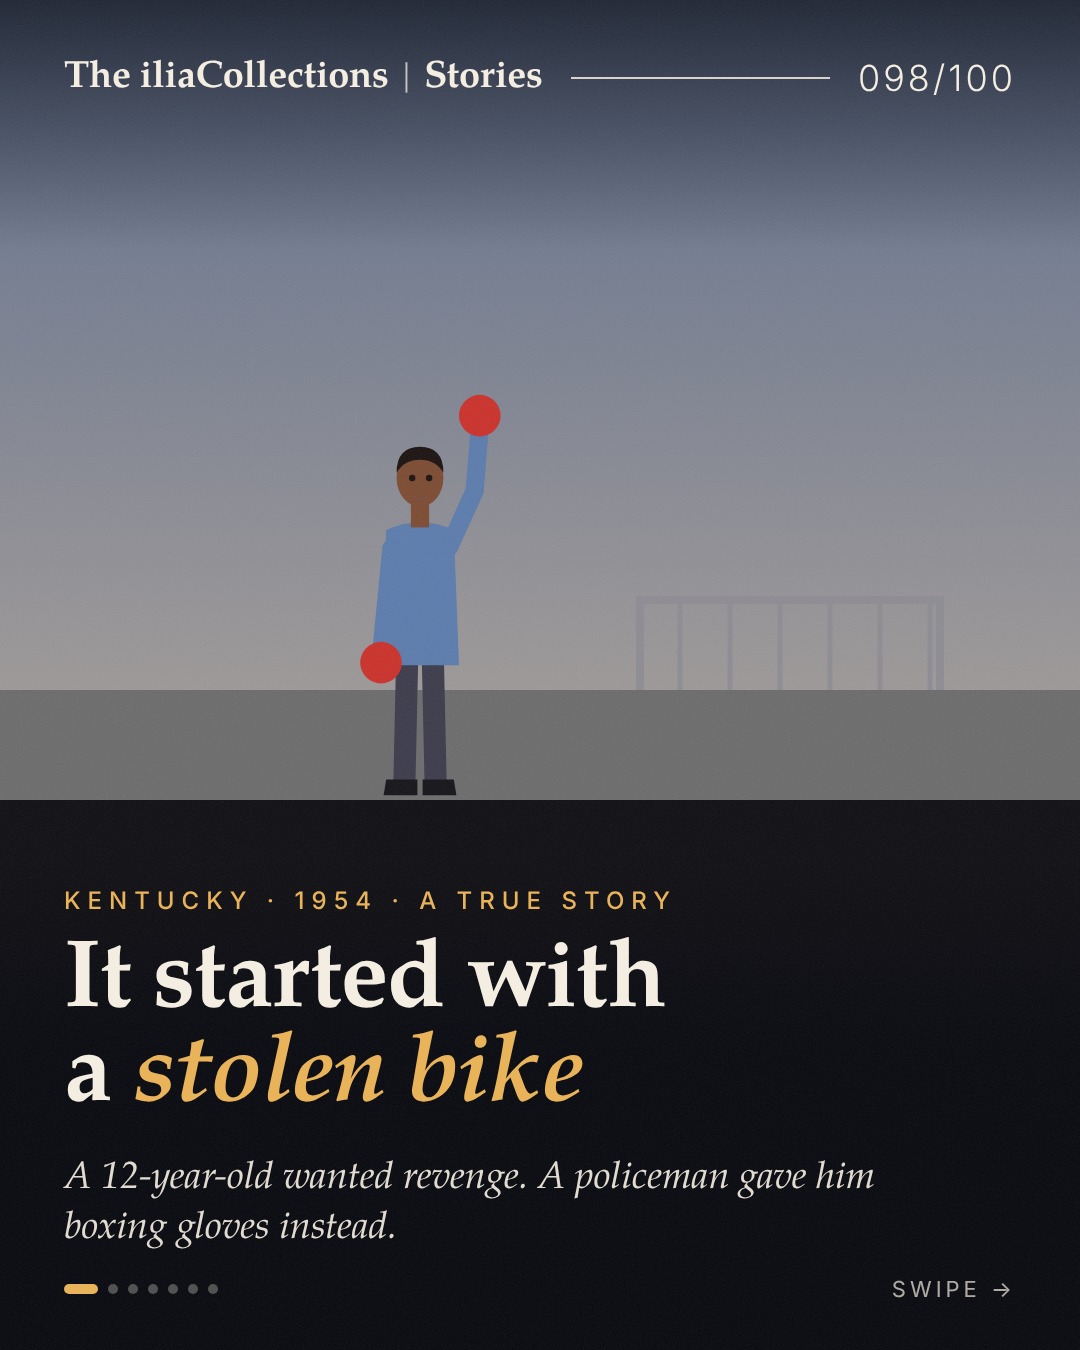 The iliaCollections | Stories 098/100
KENTUCKY · 1954 · A TRUE STORY
It started with
a stolen bike
A 12-year-old wanted revenge. A policeman gave him
boxing gloves instead.
SWIPE →